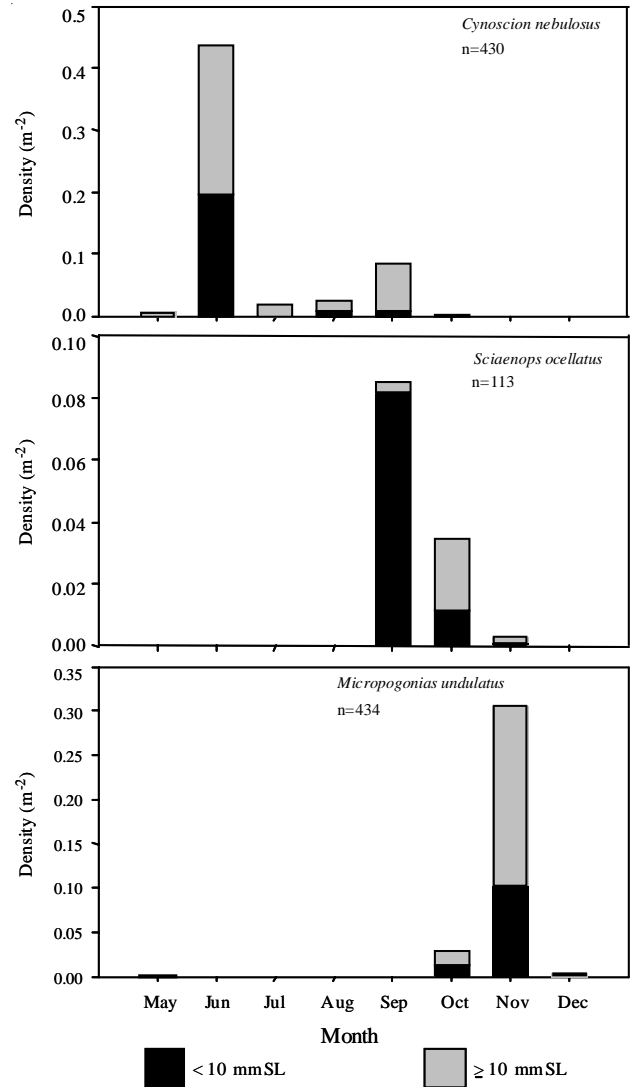 Cynoscion nebulosus
n=430
Density (m-2)
0.5
0.4
0.3
0.2
0.1
0.0
Sciaenops ocellatus
n=113
Density (m-2)
0.10
0.08
0.06
0.04
0.02
0.00
Micropogonias undulatus
n=434
Density (m-2)
0.35
0.30
0.25
0.20
0.15
0.10
0.05
0.00
May Jun Jul Aug Sep Oct Nov Dec
Month
< 10 mmSL
≥ 10 mmSL